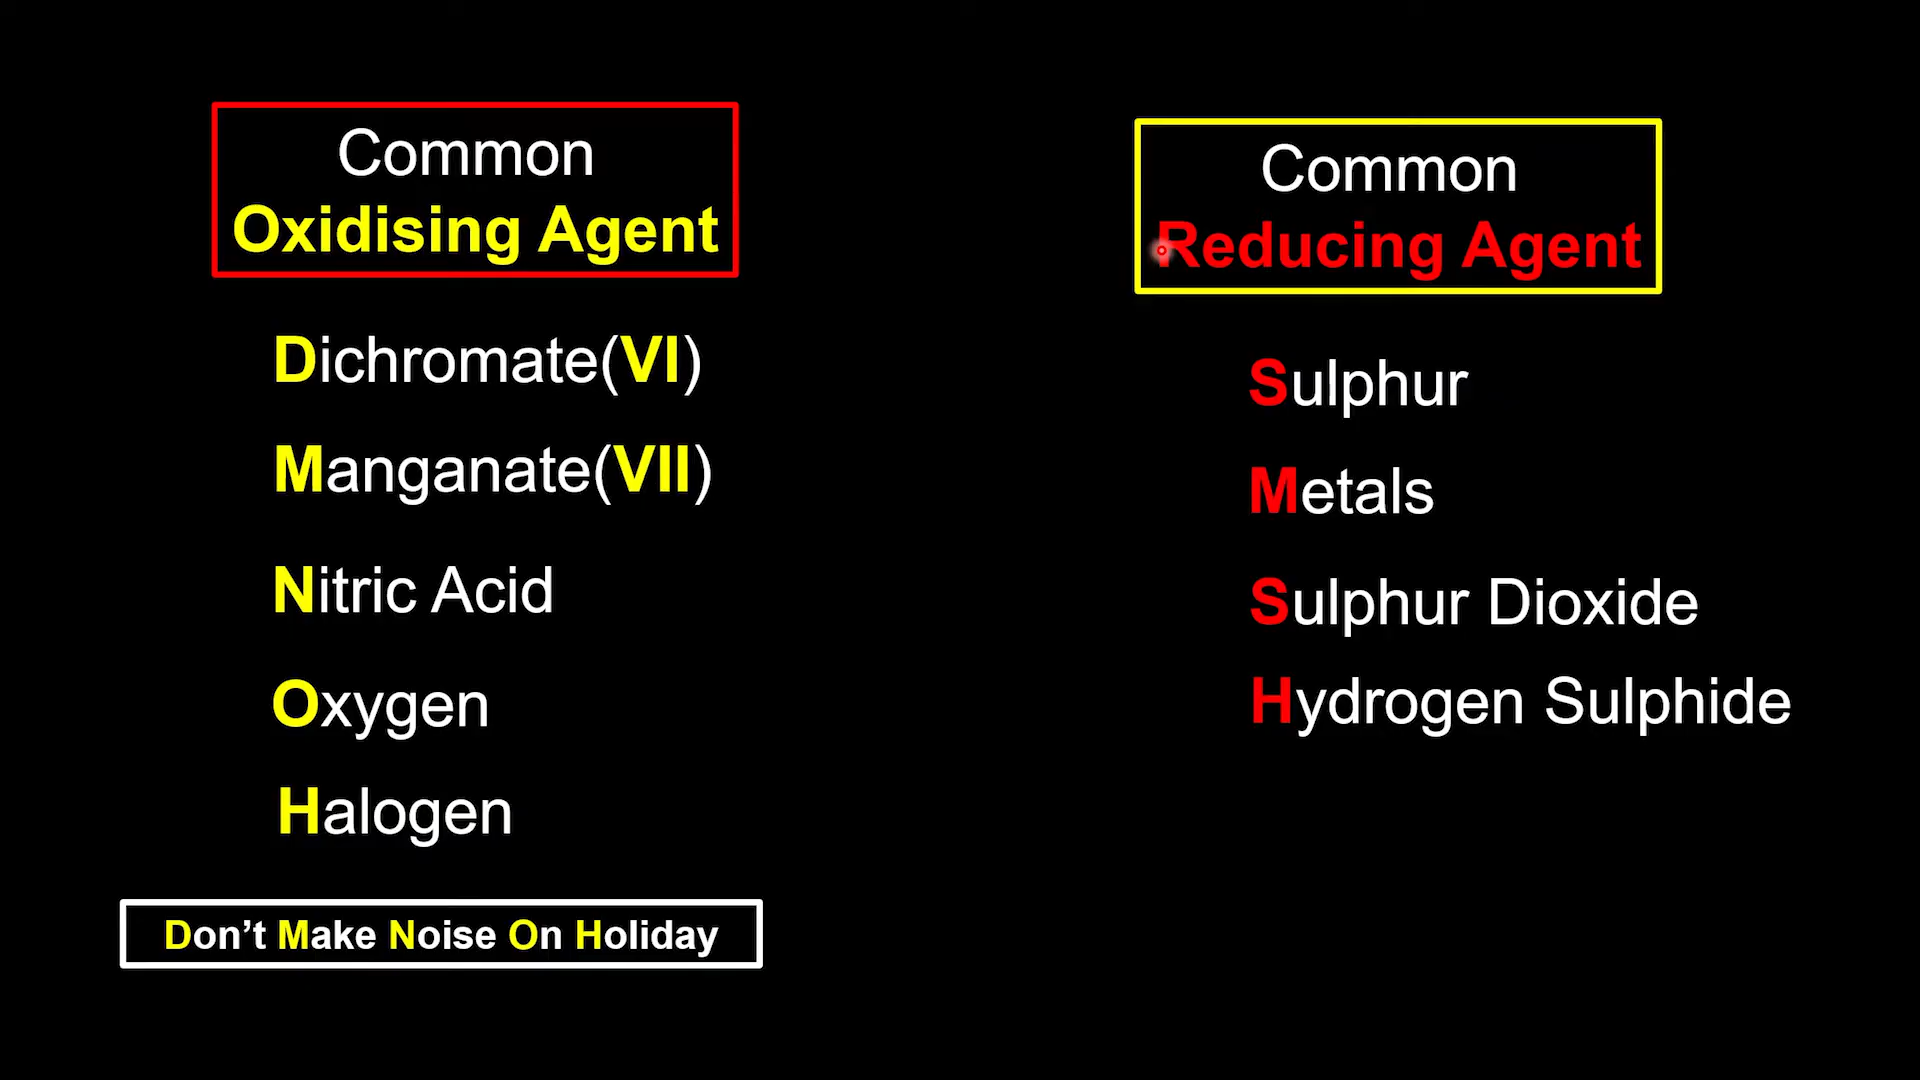 Common
Oxidising Agent
Dichromate(VI)
Manganate(VII)
Nitric Acid
Oxygen
Halogen
Don’t Make Noise On Holiday
Common
Reducing Agent
Sulphur
Metals
Sulphur Dioxide
Hydrogen Sulphide